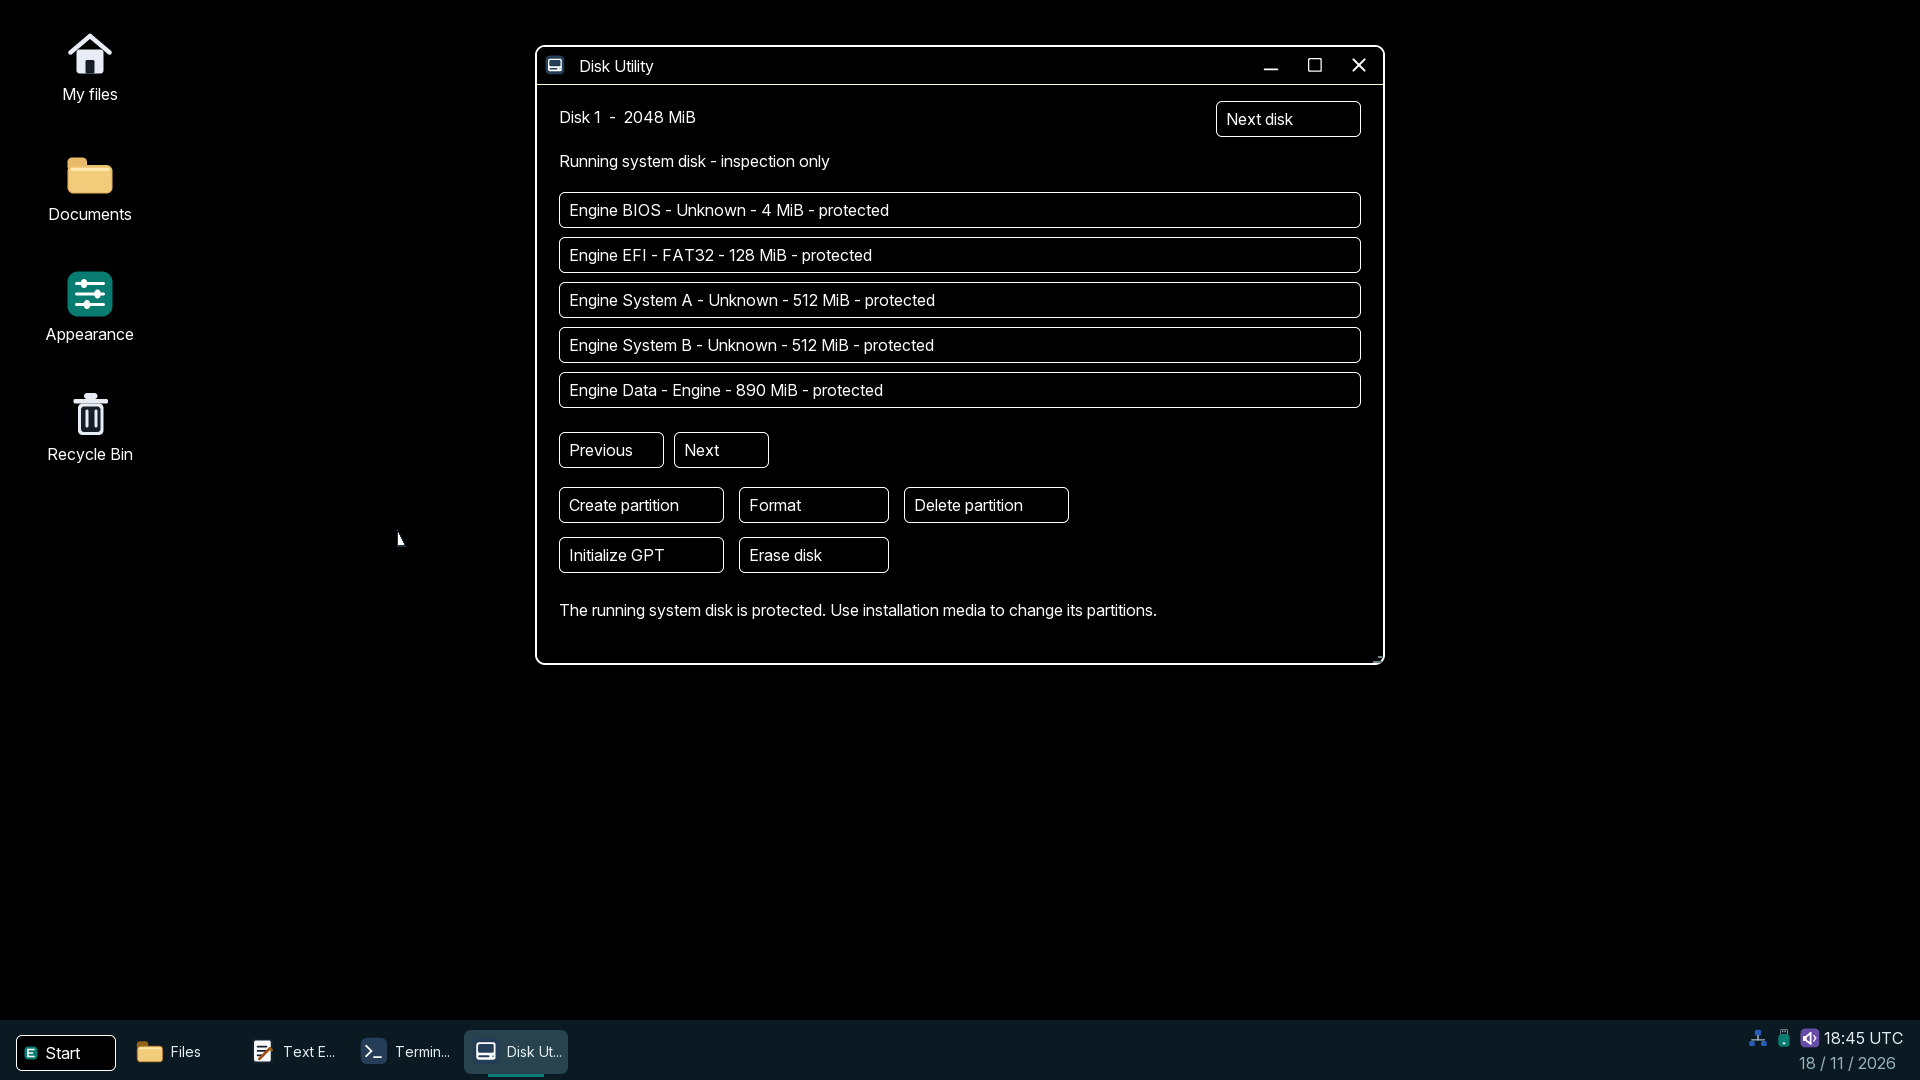 My files
Documents
Appearance
Recycle Bin
Disk Utility
Disk 1 - 2048 MiB
Next disk
Running system disk - inspection only
Engine BIOS - Unknown - 4 MiB - protected
Engine EFI - FAT32 - 128 MiB - protected
Engine System A - Unknown - 512 MiB - protected
Engine System B - Unknown - 512 MiB - protected
Engine Data - Engine - 890 MiB - protected
Previous Next
Create partition Format Delete partition
Initialize GPT Erase disk
The running system disk is protected. Use installation media to change its partitions.
Start Files Text E... Termin... Disk Ut... 18:45 UTC
18 / 11 / 2026